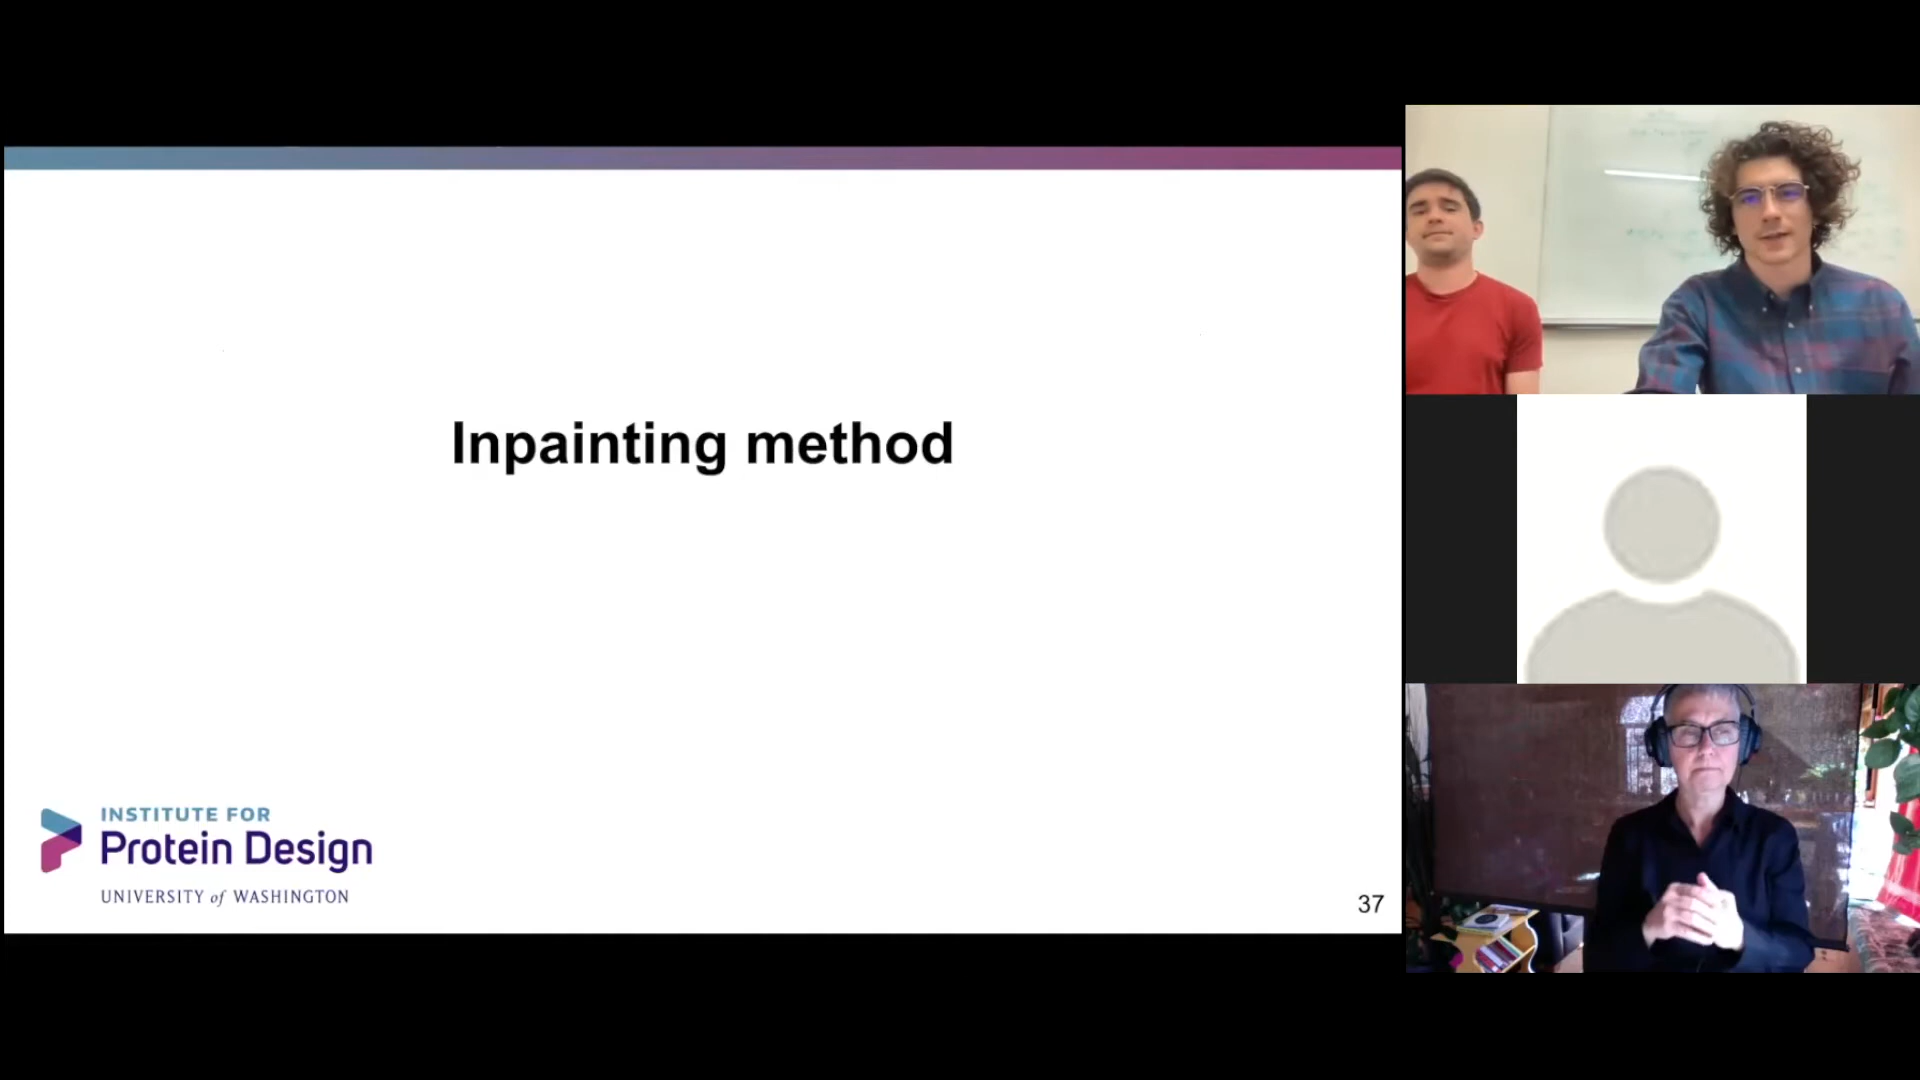 Inpainting method
INSTITUTE FOR
Protein Design
UNIVERSITY of WASHINGTON
37